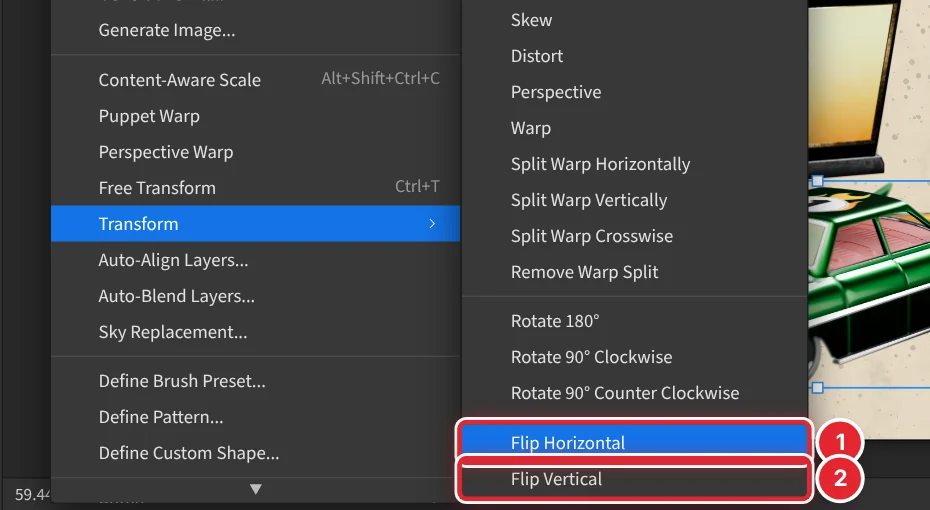 Generate Image...
Content-Aware Scale Alt+Shift+Ctrl+C
Puppet Warp
Perspective Warp
Free Transform Ctrl+T
Transform
Auto-Align Layers...
Auto-Blend Layers...
Sky Replacement...
Define Brush Preset...
Define Pattern...
Define Custom Shape...
Skew
Distort
Perspective
Warp
Split Warp Horizontally
Split Warp Vertically
Split Warp Crosswise
Remove Warp Split
Rotate 180°
Rotate 90° Clockwise
Rotate 90° Counter Clockwise
Flip Horizontal 1
Flip Vertical 2
59.44